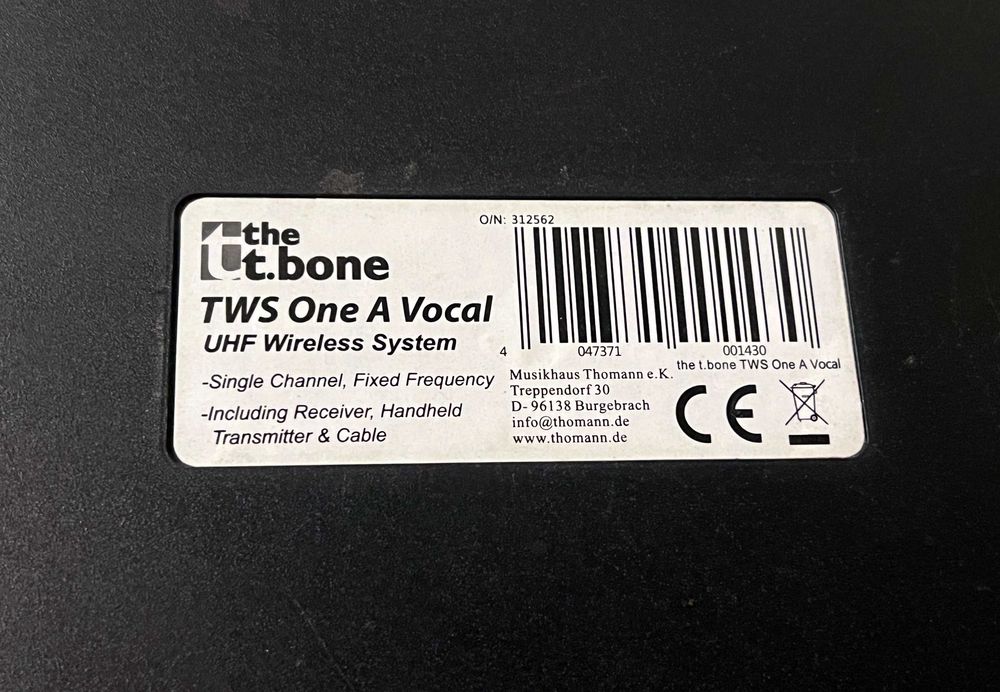 the
t.bone
TWS One A Vocal
UHF Wireless System
-Single Channel, Fixed Frequency
-Including Receiver, Handheld
Transmitter & Cable
O/N: 312562
4 047371 001430
the t.bone TWS One A Vocal
Musikhaus Thomann e.K.
Treppendorf 30
D- 96138 Burgebrach
info@thomann.de
www.thomann.de
CE